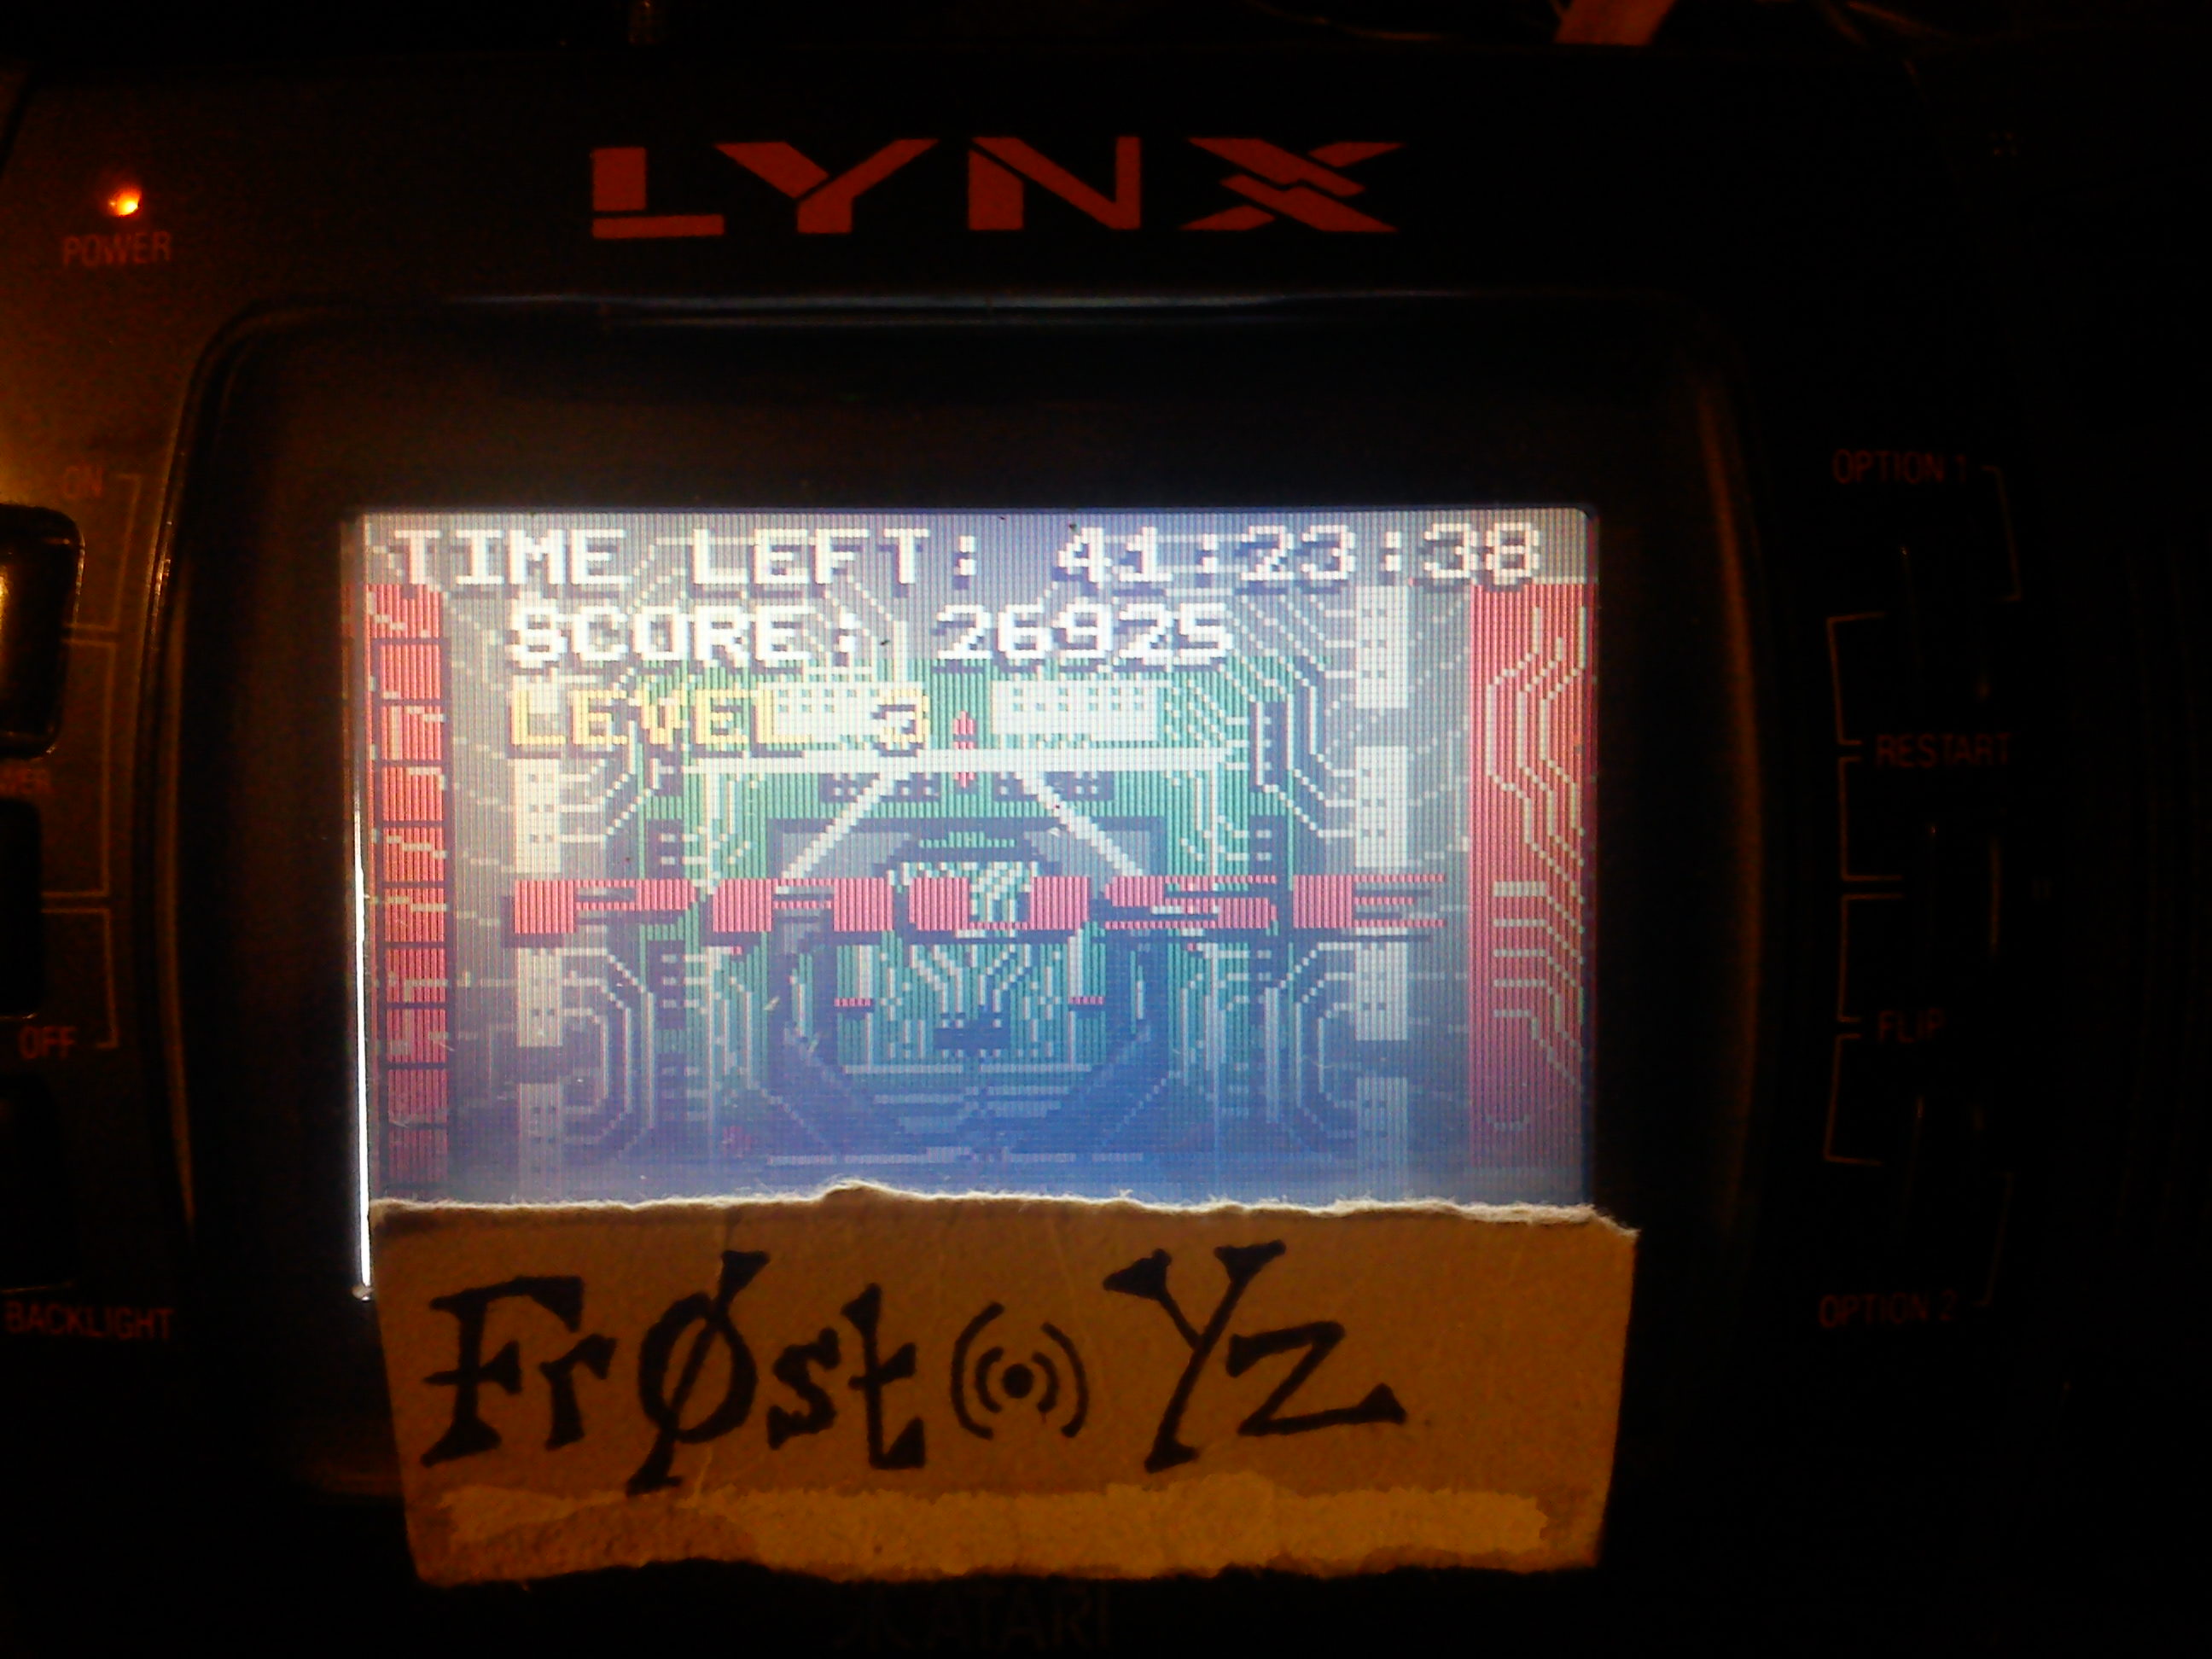 LYNX
POWER
ON
OPTION 1
TIME LEFT: 41:23:38
SCORE: 26925
LEVEL 3
RESTART
PAUSE
FLIP
OFF
OPTION 2
BACKLIGHT
FrØst((•))Yz
ATARI